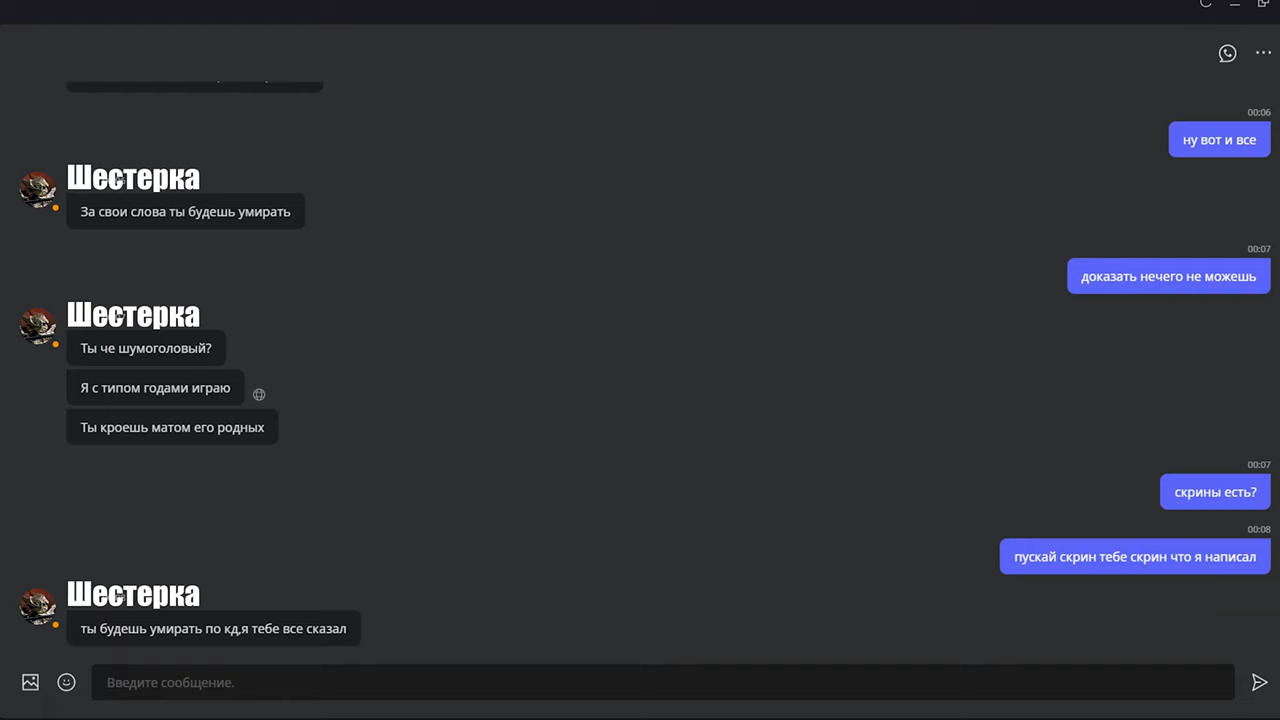 00:06
ну вот и все
Шестерка
За свои слова ты будешь умирать
00:07
доказать нечего не можешь
Шестерка
Ты че шумоголовый?
Я с типом годами играю
Ты кроешь матом его родных
00:07
скрины есть?
00:08
пускай скрин тебе скрин что я написал
Шестерка
ты будешь умирать по кд,я тебе все сказал
Введите сообщение.